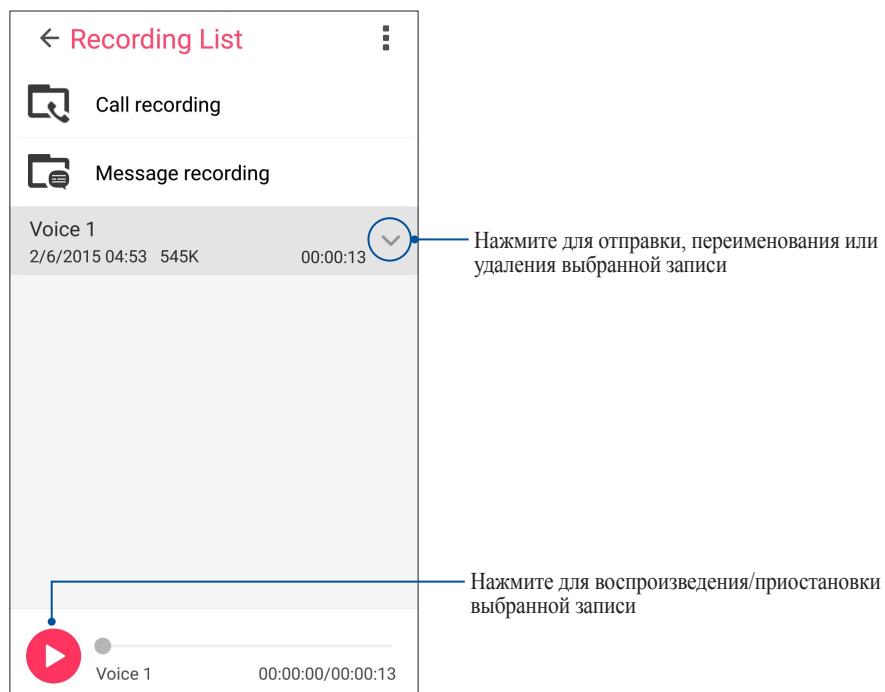 Recording List
Call recording
Message recording
Voice 1
2/6/2015 04:53 545K 00:00:13
Нажмите для отправки, переименования или
удаления выбранной записи
Нажмите для воспроизведения/приостановки
выбранной записи
Voice 1 00:00:00/00:00:13